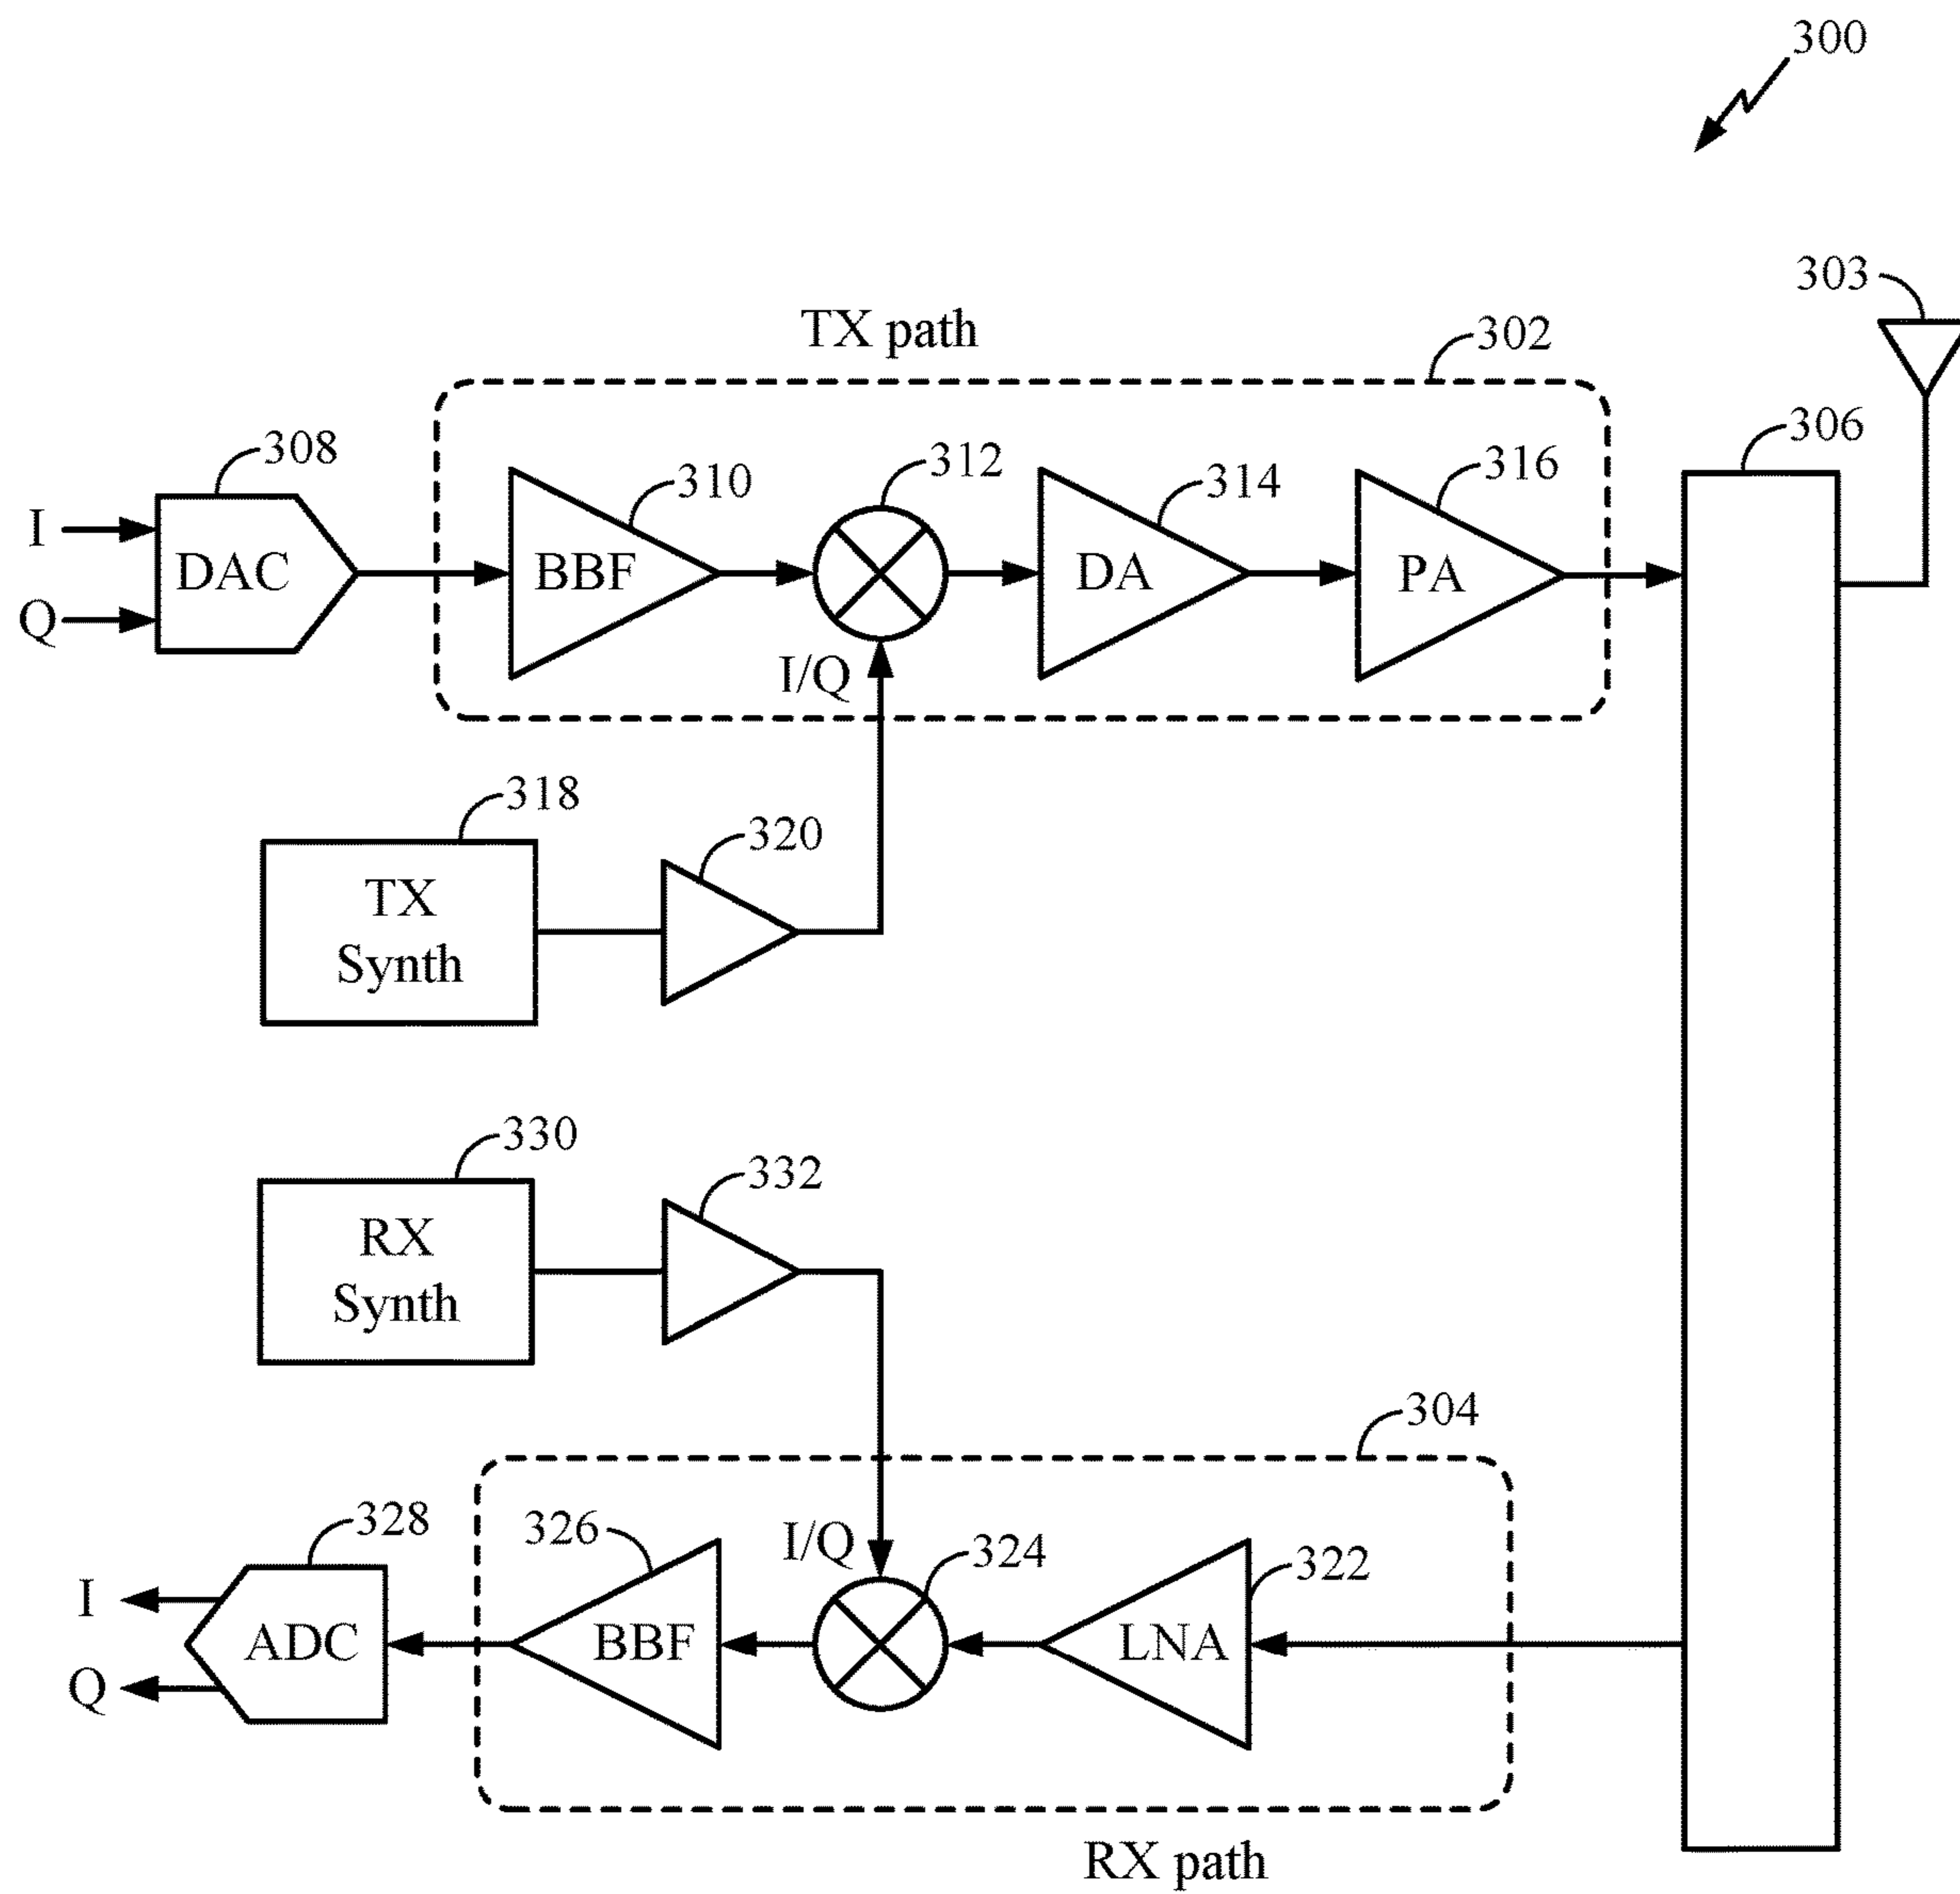 300
303
TX path
302
306
308
310
312
314
316
I
DAC
BBF
DA
PA
Q
I/Q
318
320
TX
Synth
330
332
RX
Synth
304
328
326
I/Q
324
322
I
ADC
BBF
LNA
Q
RX path